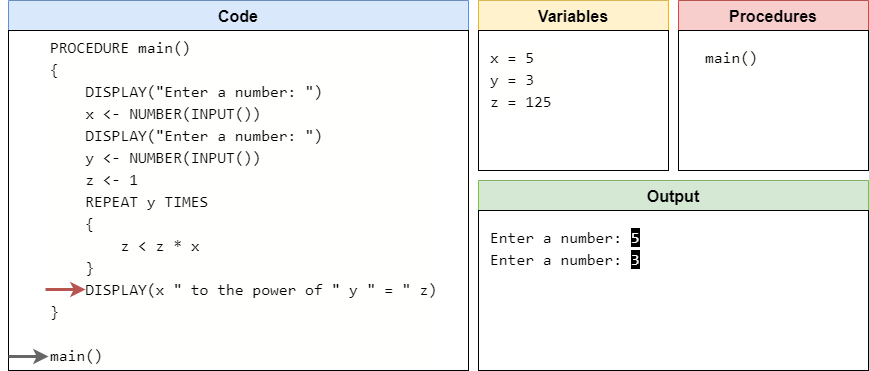 Code
PROCEDURE main()
{
DISPLAY("Enter a number: ")
x <- NUMBER(INPUT())
DISPLAY("Enter a number: ")
y <- NUMBER(INPUT())
z <- 1
REPEAT y TIMES
{
z < z * x
}
DISPLAY(x " to the power of " y " = " z)
}
main()
Variables
x = 5
y = 3
z = 125
Procedures
main()
Output
Enter a number: 5
Enter a number: 3